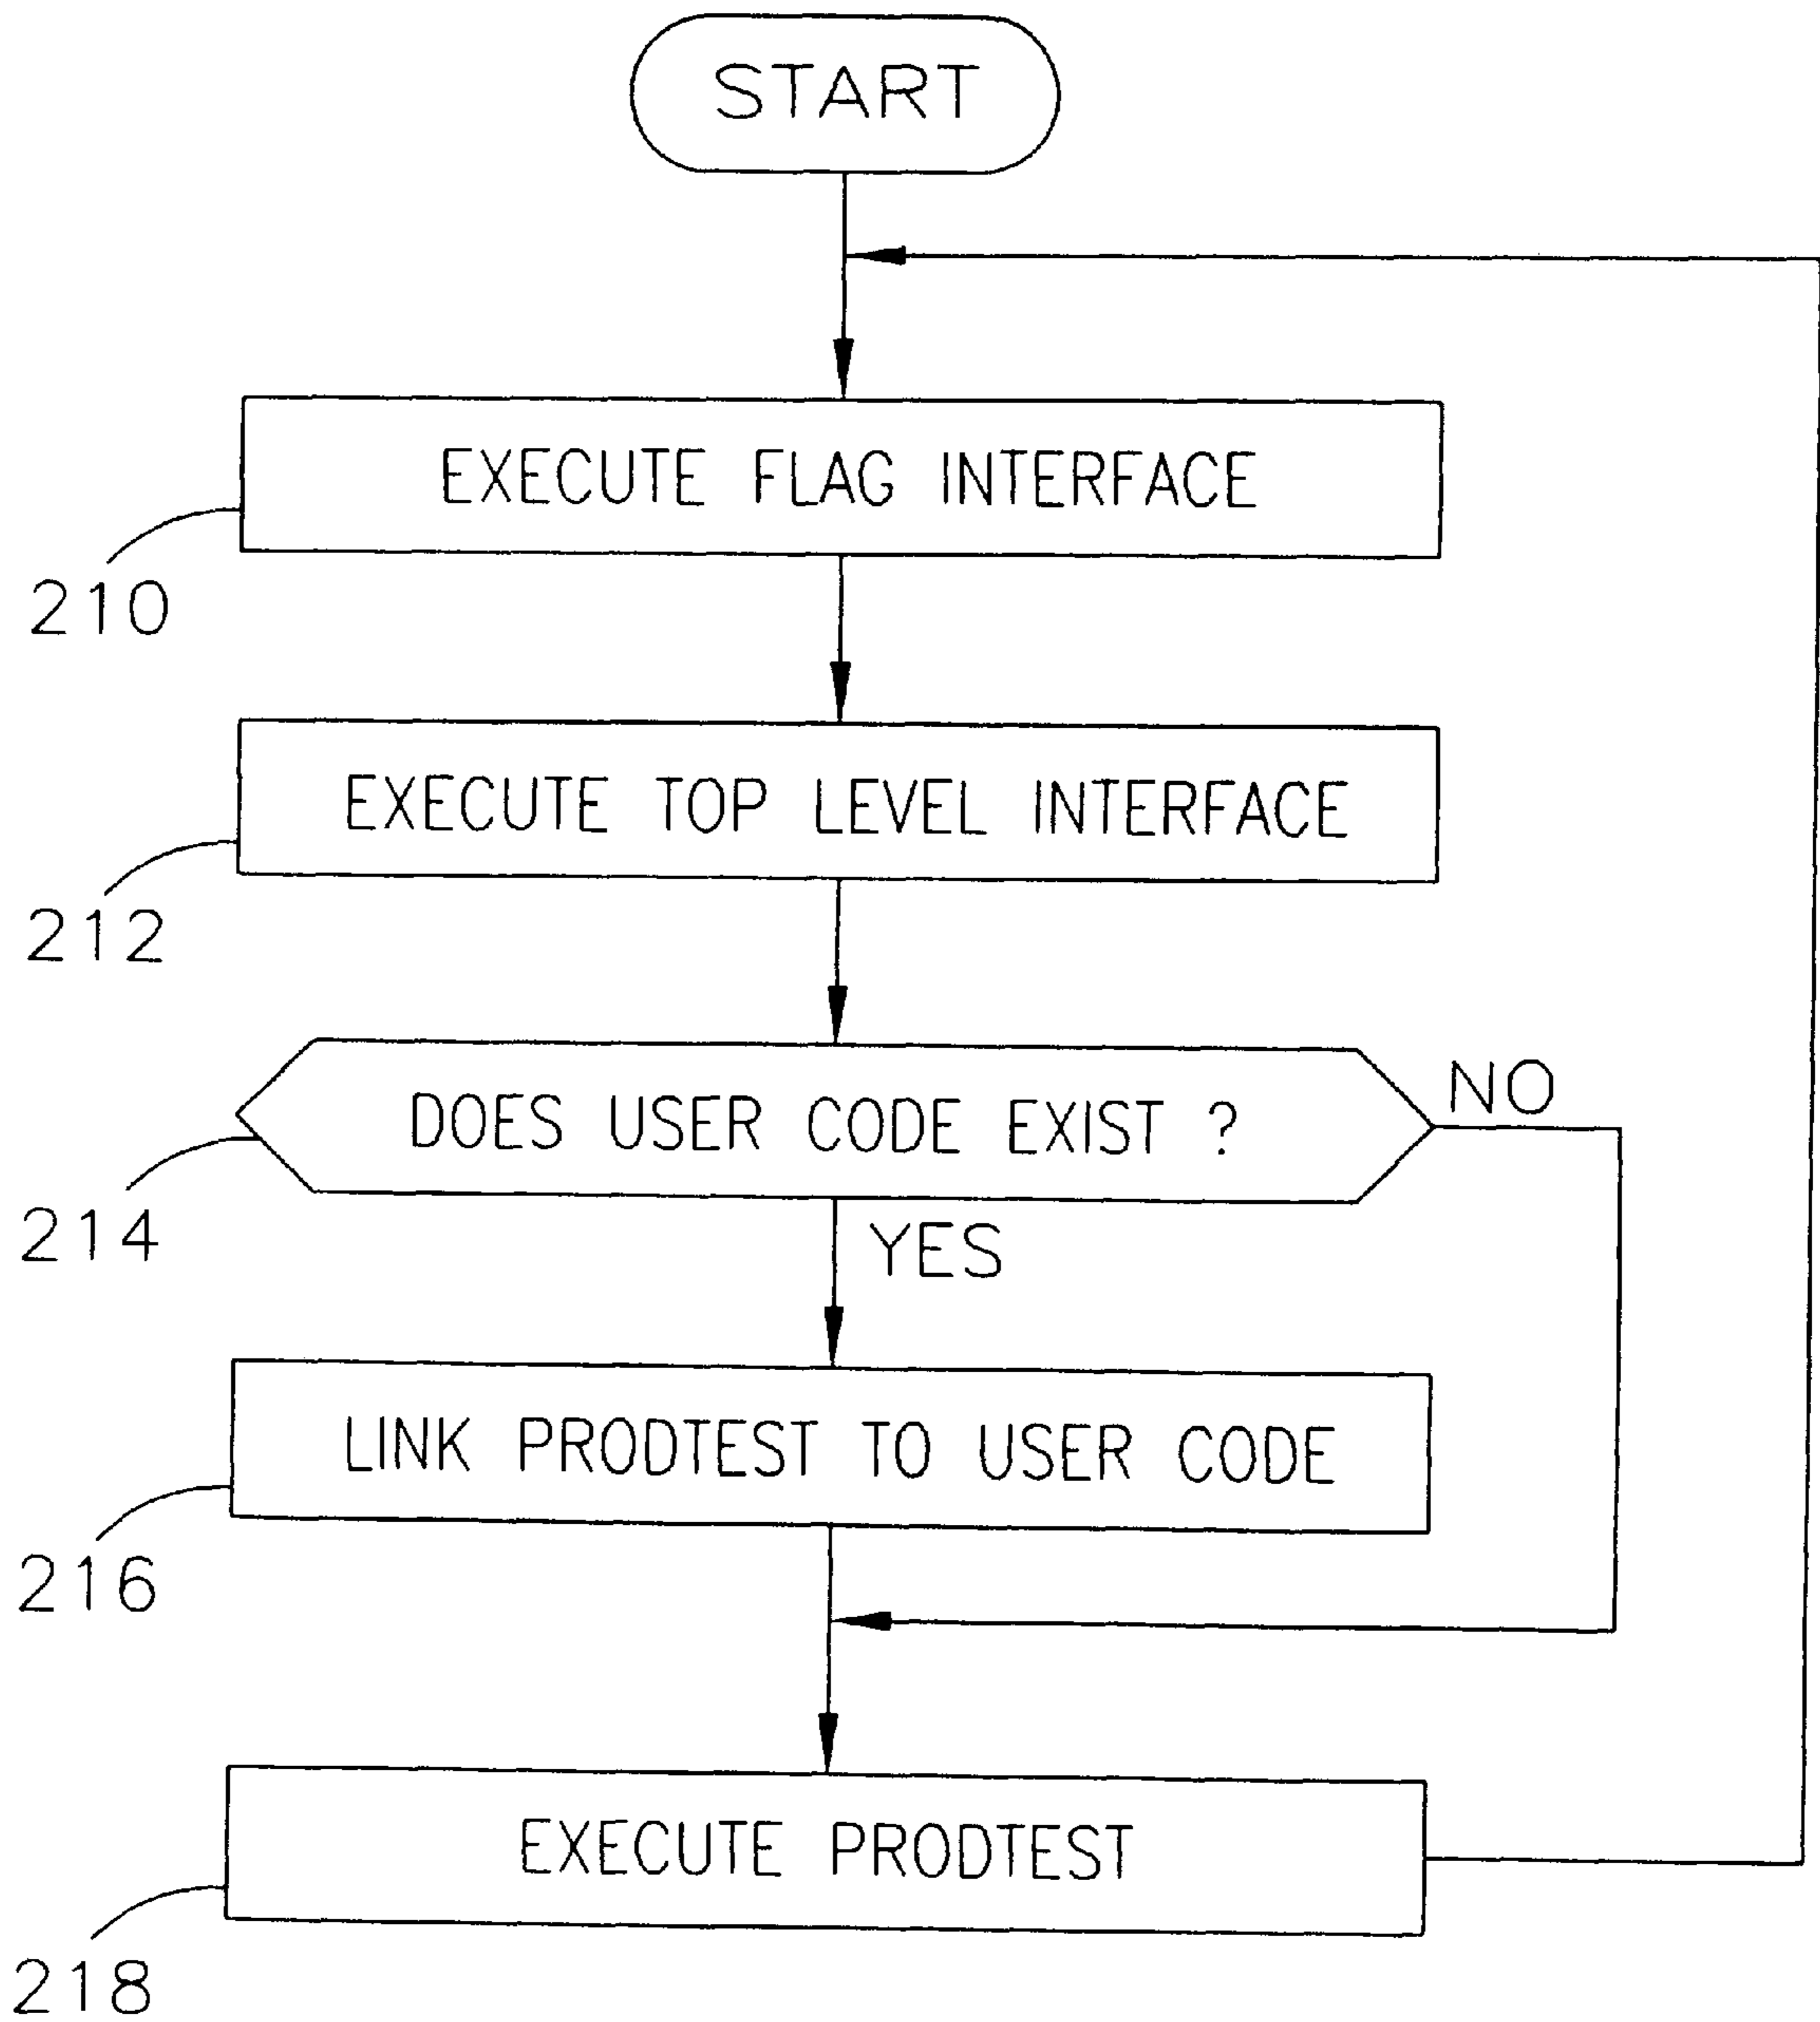 START
EXECUTE FLAG INTERFACE
210
EXECUTE TOP LEVEL INTERFACE
212
DOES USER CODE EXIST ?
NO
214
YES
LINK PRODTEST TO USER CODE
216
EXECUTE PRODTEST
218